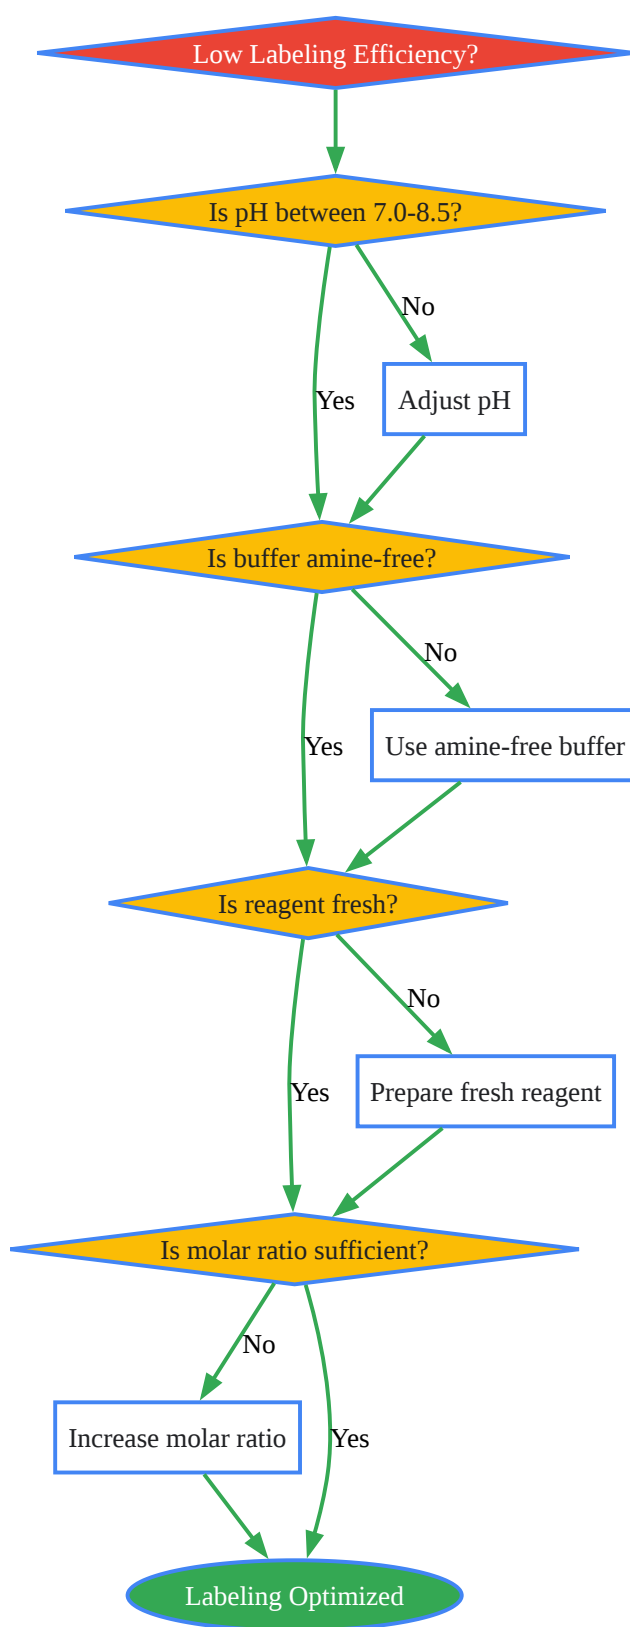 Low Labeling Efficiency?
Is pH between 7.0-8.5?
No
Yes
Adjust pH
Is buffer amine-free?
No
Yes
Use amine-free buffer
Is reagent fresh?
No
Yes
Prepare fresh reagent
Is molar ratio sufficient?
No
Increase molar ratio
Yes
Labeling Optimized